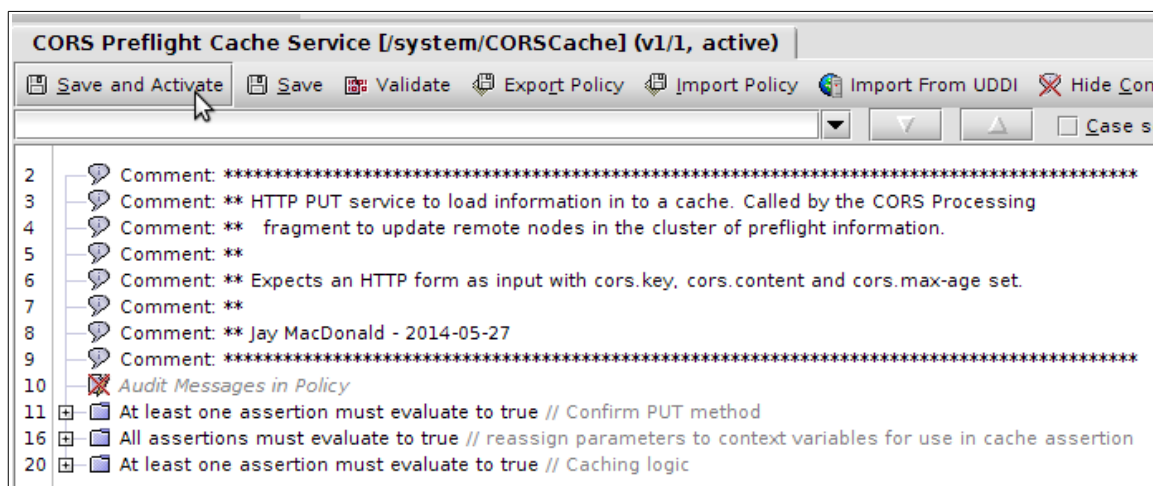 CORS Preflight Cache Service [/system/CORSCache] (v1/1, active)
Save and Activate Save Validate Export Policy Import Policy Import From UDDI Hide Con
Case s
2 Comment: ******************************************************************************************
3 Comment: ** HTTP PUT service to load information in to a cache. Called by the CORS Processing
4 Comment: ** fragment to update remote nodes in the cluster of preflight information.
5 Comment: **
6 Comment: ** Expects an HTTP form as input with cors.key, cors.content and cors.max-age set.
7 Comment: **
8 Comment: ** Jay MacDonald - 2014-05-27
9 Comment: ******************************************************************************************
10 Audit Messages in Policy
11 At least one assertion must evaluate to true // Confirm PUT method
16 All assertions must evaluate to true // reassign parameters to context variables for use in cache assertion
20 At least one assertion must evaluate to true // Caching logic